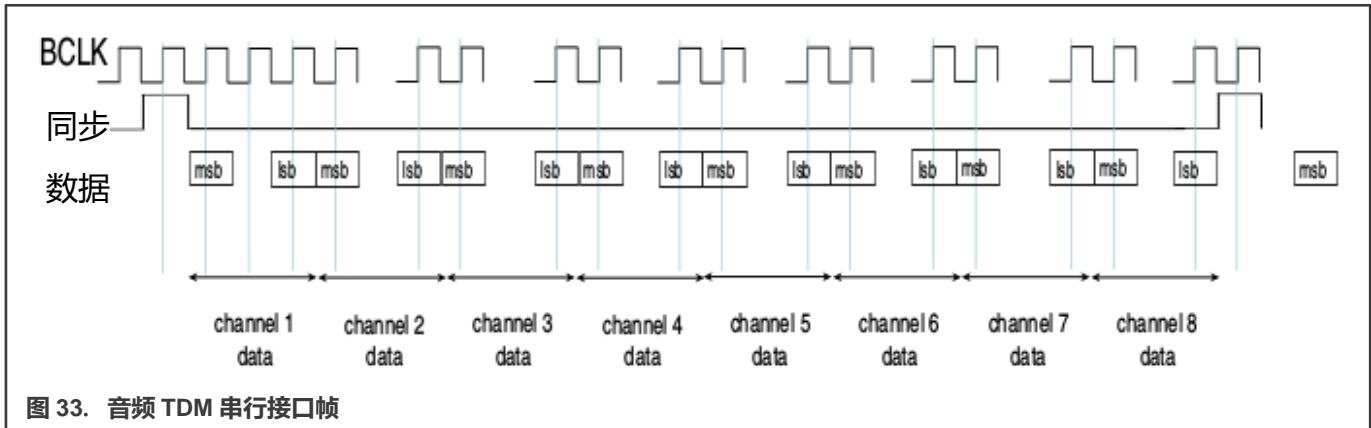 BCLK
同步
数据
msb lsb msb lsb msb lsb msb lsb msb lsb msb lsb msb lsb msb lsb msb
channel 1 channel 2 channel 3 channel 4 channel 5 channel 6 channel 7 channel 8
data data data data data data data data
图 33. 音频 TDM 串行接口帧